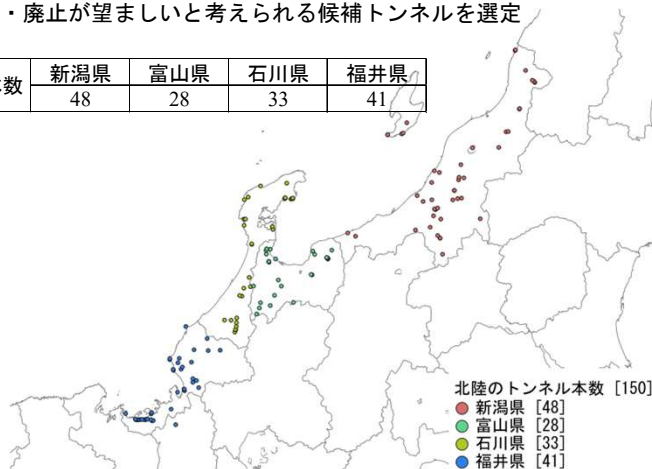 ・廃止が望ましいと考えられる候補トンネルを選定
数 新潟県 富山県 石川県 福井県
48 28 33 41
北陸のトンネル本数 [150]
新潟県 [48]
富山県 [28]
石川県 [33]
福井県 [41]